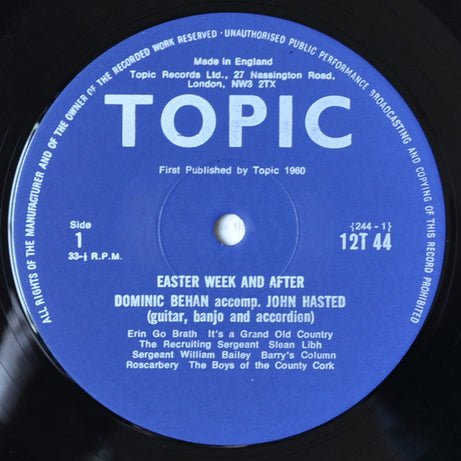 ALL RIGHTS OF THE MANUFACTURER AND OF THE OWNER OF THE RECORDED WORK RESERVED · UNAUTHORISED PUBLIC PERFORMANCE BROADCASTING AND COPYING OF THIS RECORD PROHIBITED
Made in England
Topic Records Ltd., 27 Nassington Road,
London, NW3 2TX
TOPIC
First Published by Topic 1960
Side
1
33-⅓ R.P.M.
{244-1}
12T 44
EASTER WEEK AND AFTER
DOMINIC BEHAN accomp. JOHN HASTED
(guitar, banjo and accordion)
Erin Go Brath It's a Grand Old Country
The Recruiting Sergeant Slean Libh
Sergeant William Bailey Barry's Column
Roscarbery The Boys of the County Cork